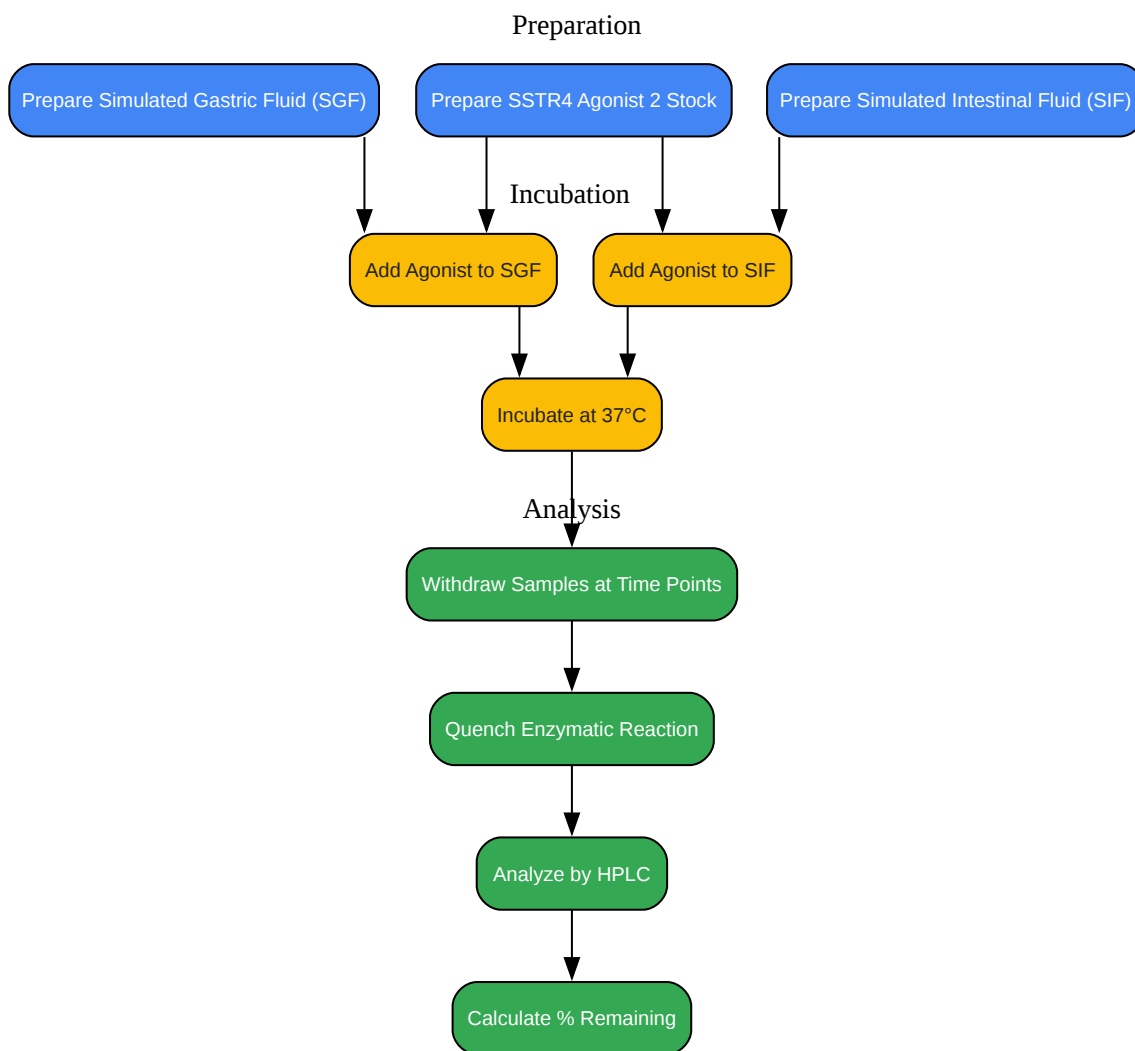 Preparation
Prepare Simulated Gastric Fluid (SGF)
Prepare SSTR4 Agonist 2 Stock
Prepare Simulated Intestinal Fluid (SIF)
Incubation
Add Agonist to SGF
Add Agonist to SIF
Incubate at 37°C
Analysis
Withdraw Samples at Time Points
Quench Enzymatic Reaction
Analyze by HPLC
Calculate % Remaining